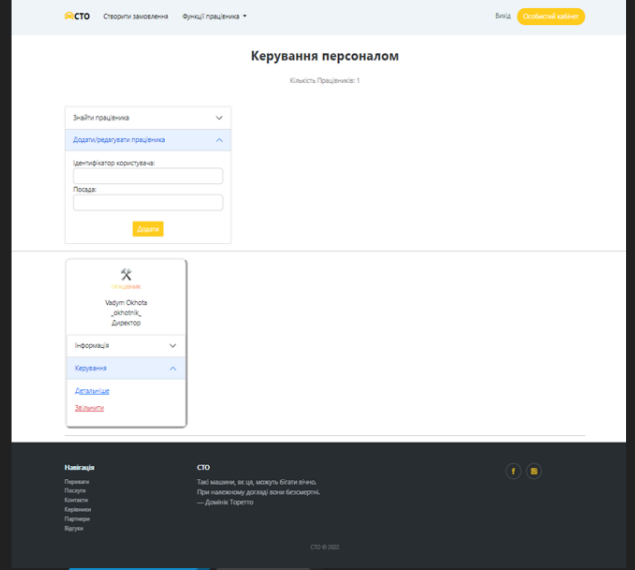 СТО Створити замовлення Функції працівника Вихід Особистий кабінет
Керування персоналом
Кількість Працівників: 1
Знайти працівника
Додати/редагувати працівника
Ідентифікатор користувача:
Посада:
Додати
ПРАЦІВНИК
Vadym Okhota
_okhotnik_
Директор
Інформація
Керування
Детальніше
Звільнити
Навігація
Переваги
Послуги
Контакти
Керівники
Партнери
Відгуки
СТО
Такі машини, як ця, можуть бігати вічно.
При належному догляді вони безсмертні.
— Домінік Торетто
СТО © 2022